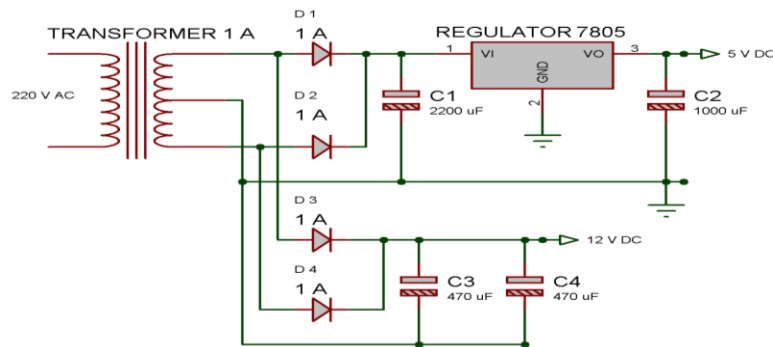 D 1
TRANSFORMER 1 A
1 A
REGULATOR 7805
1
VI
VO
3
5 V DC
GND
2
220 V AC
D 2
1 A
C1
2200 uF
C2
1000 uF
D 3
1 A
12 V DC
D 4
1 A
C3
470 uF
C4
470 uF